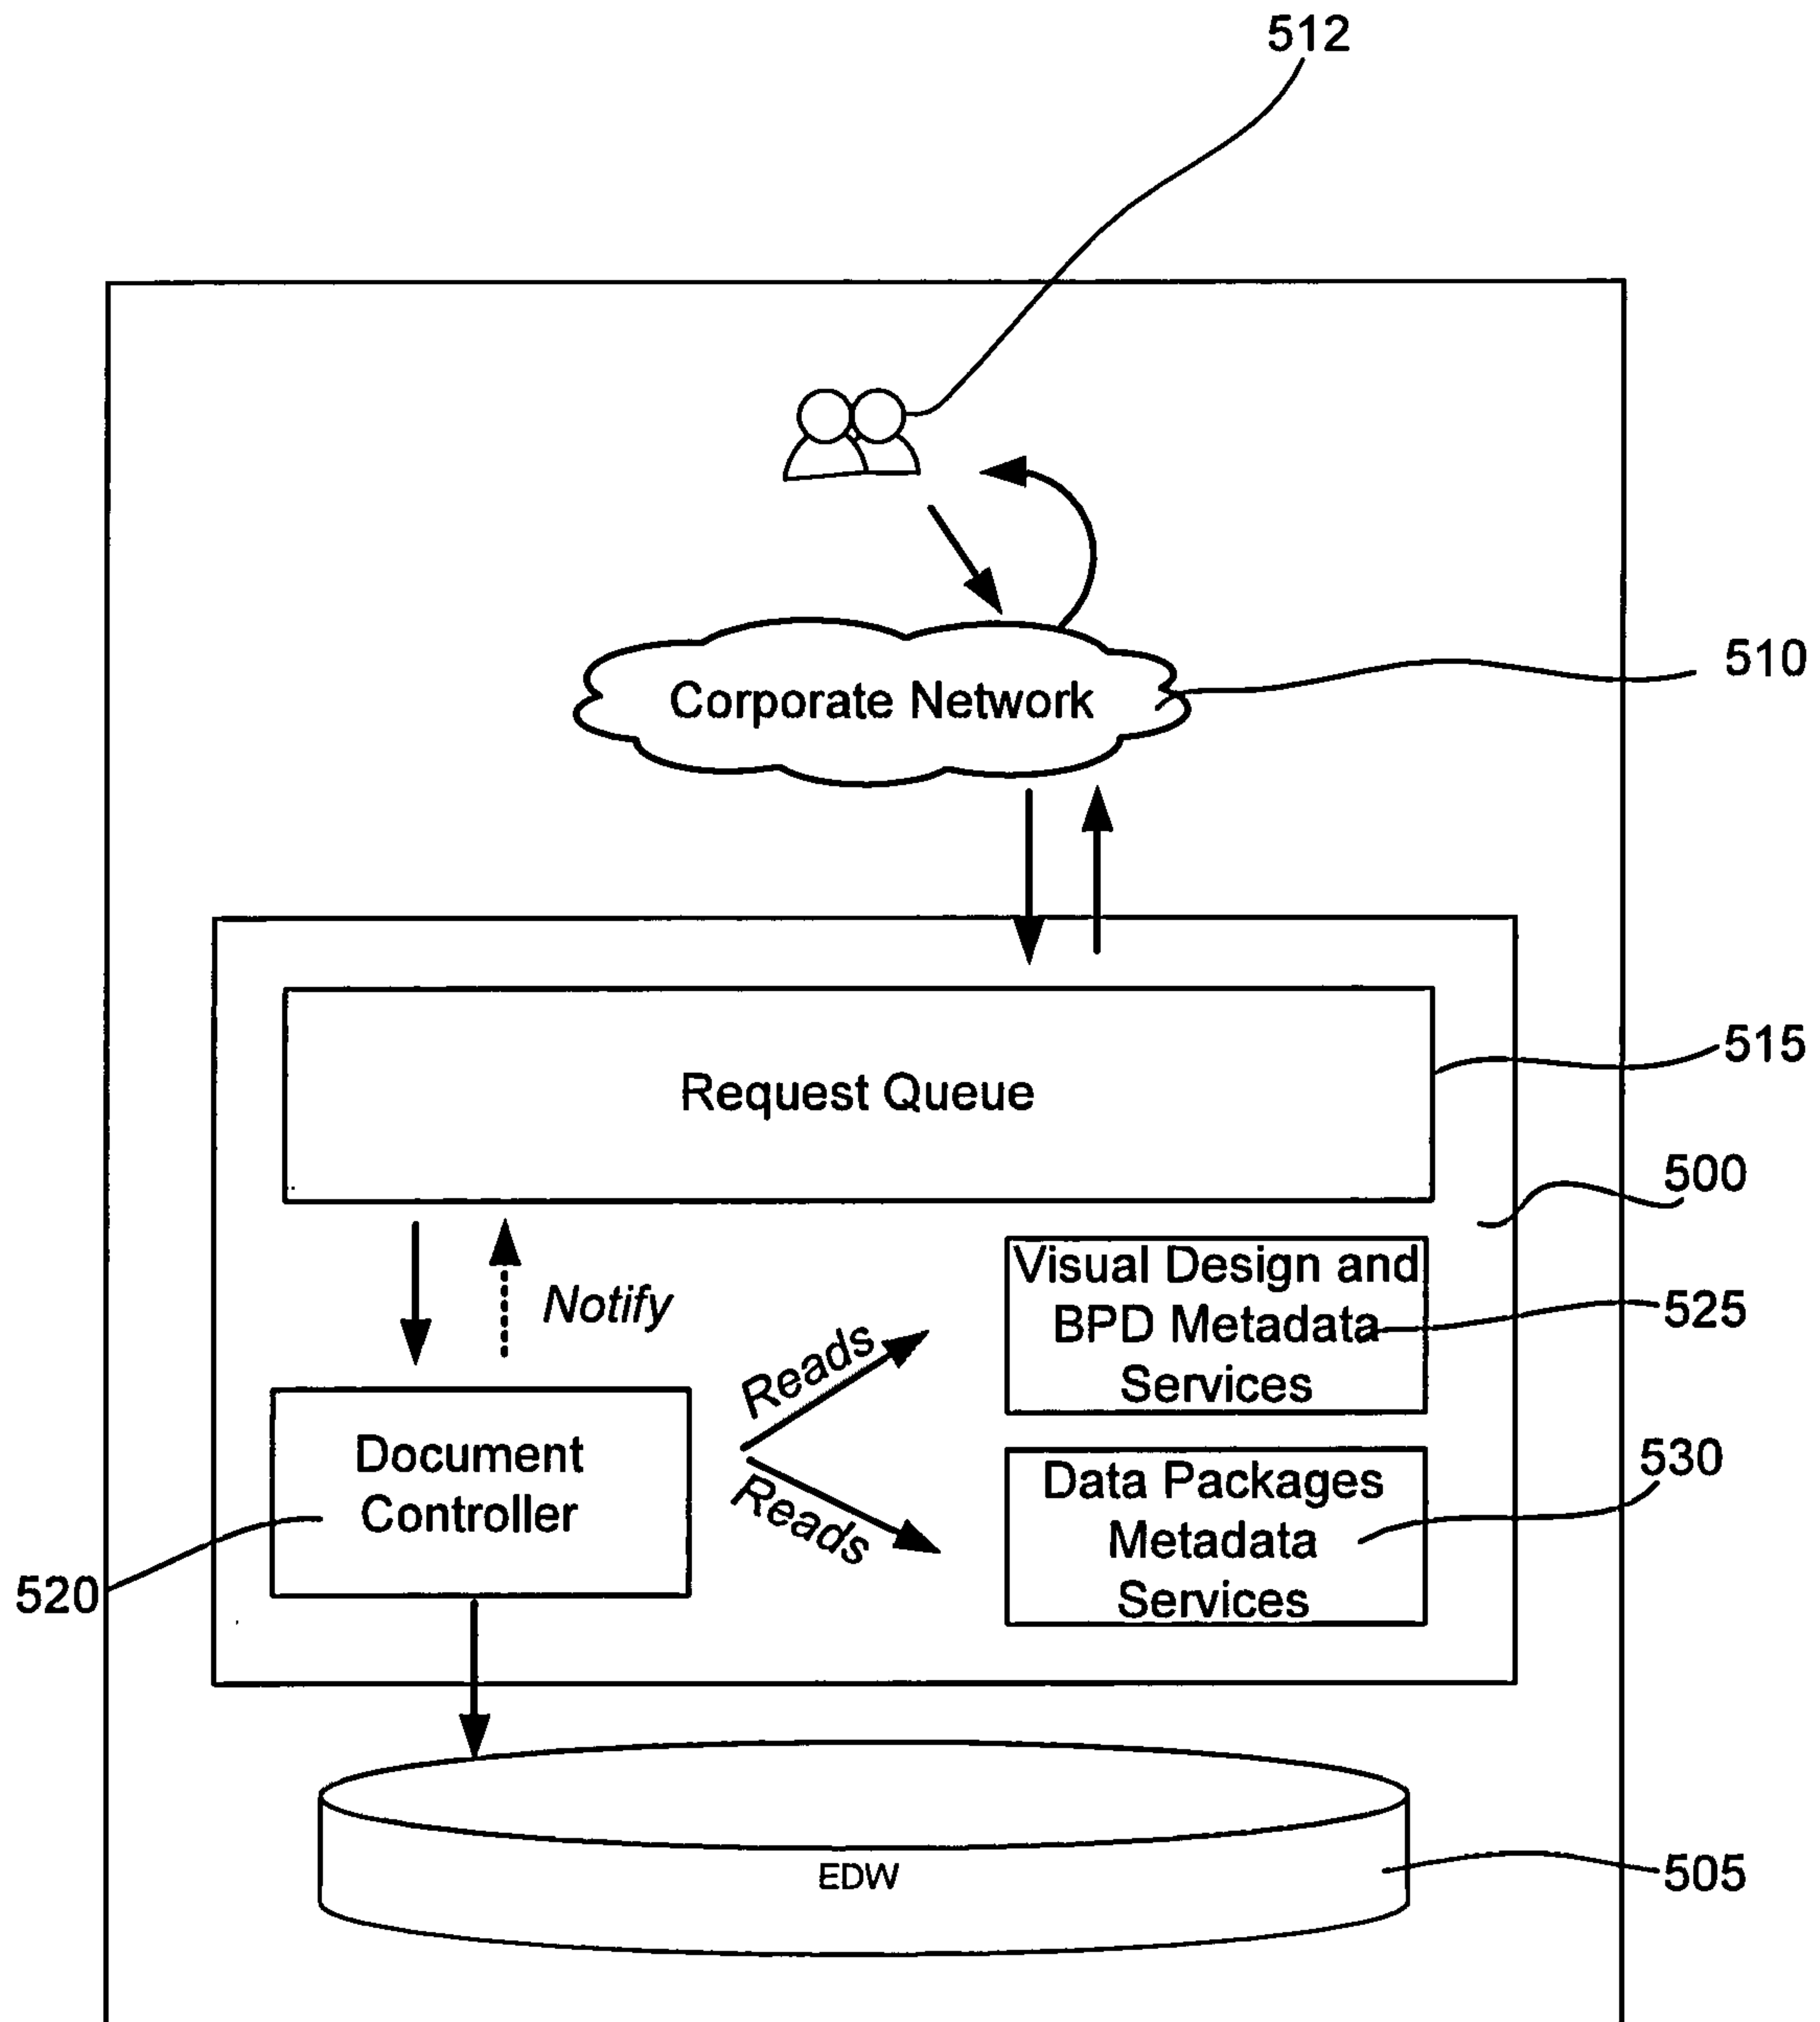 512
510
Corporate Network
515
Request Queue
500
Visual Design and
BPD Metadata
Services
525
Notify
Reads
Reads
Document
Controller
530
Data Packages
Metadata
Services
520
EDW
505